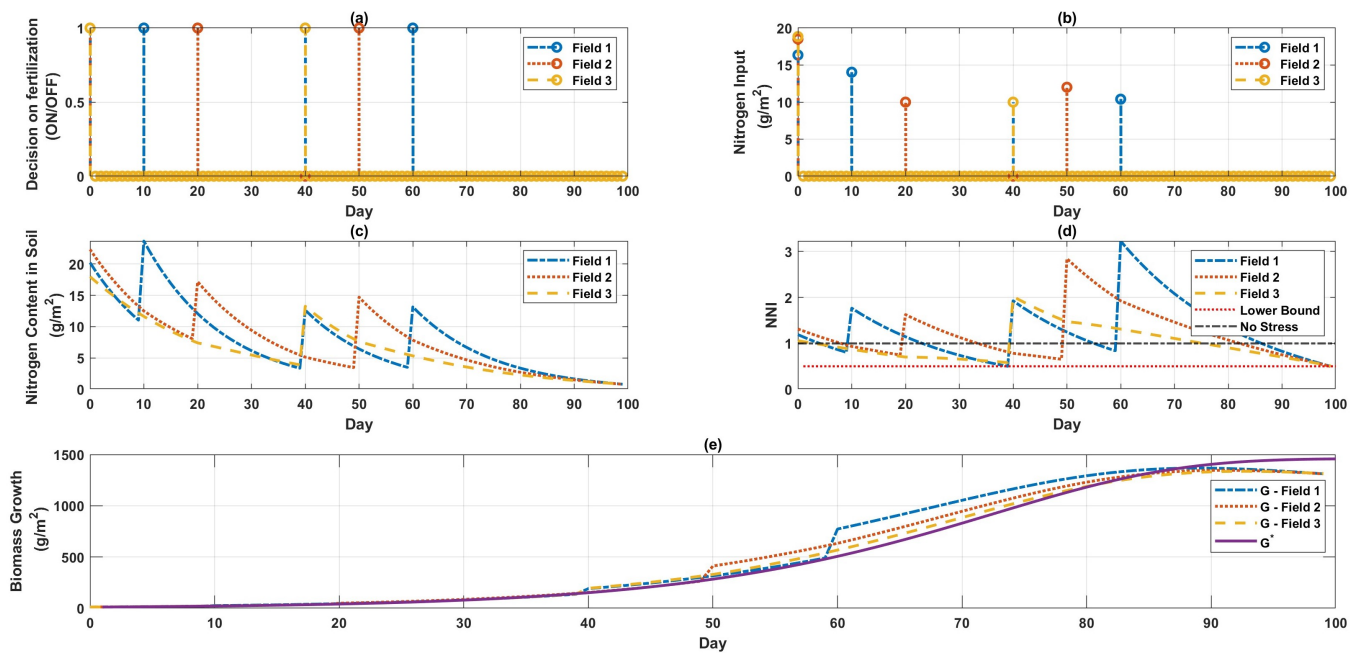 (a)
Decision on fertilization
(ON/OFF)
1
0.5
0
0 10 20 30 40 50 60 70 80 90 100
Day
Field 1
Field 2
Field 3
(b)
Nitrogen Input
(g/m2)
20
15
10
5
0
0 10 20 30 40 50 60 70 80 90 100
Day
Field 1
Field 2
Field 3
(c)
Nitrogen Content in Soil
(g/m2)
20
15
10
5
0
0 10 20 30 40 50 60 70 80 90 100
Day
Field 1
Field 2
Field 3
(d)
NNI
3
2
1
0
0 10 20 30 40 50 60 70 80 90 100
Day
Field 1
Field 2
Field 3
Lower Bound
No Stress
(e)
Biomass Growth
(g/m2)
1500
1000
500
0
0 10 20 30 40 50 60 70 80 90 100
Day
G - Field 1
G - Field 2
G - Field 3
G*